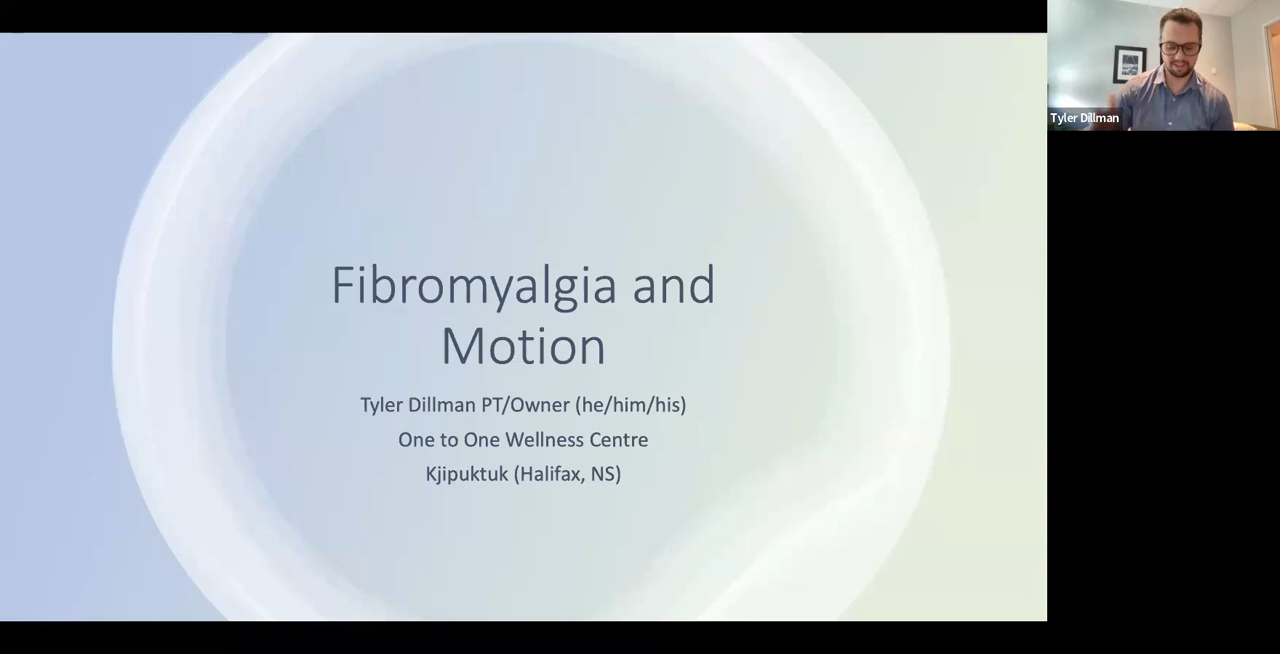 Fibromyalgia and
Motion
Tyler Dillman PT/Owner (he/him/his)
One to One Wellness Centre
Kjipuktuk (Halifax, NS)
Tyler Dillman